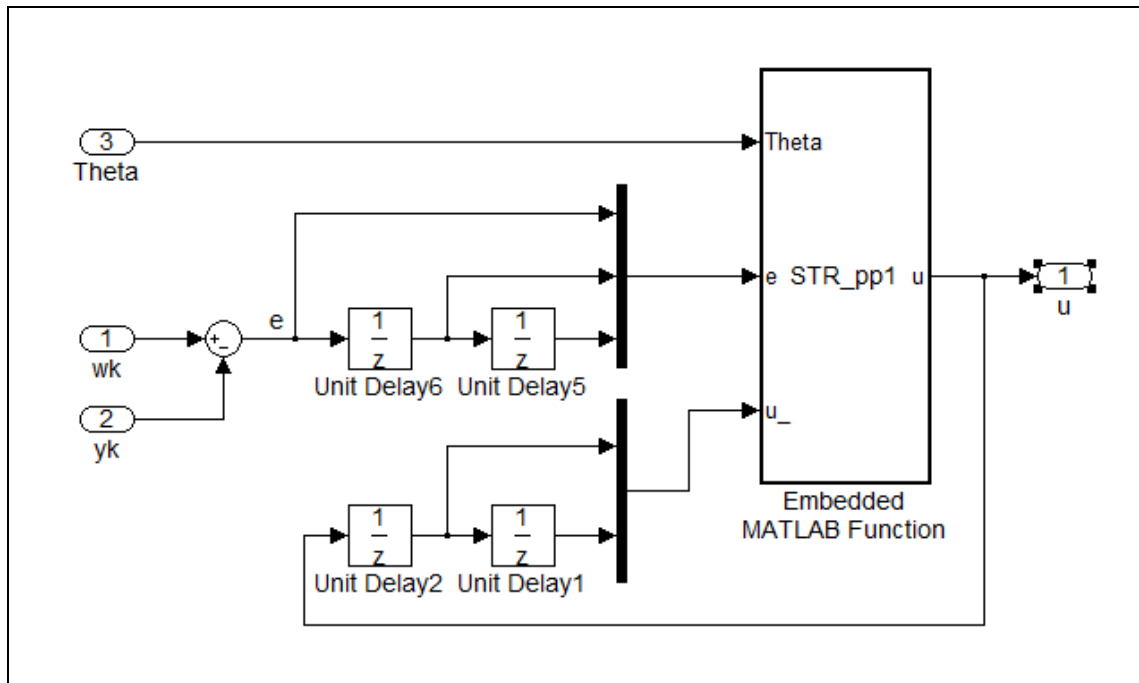 3
Theta
Theta
e STR_pp1 u
1
u
e
1
wk
+
-
1
z
1
z
Unit Delay6 Unit Delay5
2
yk
u_
Embedded
MATLAB Function
1
z
1
z
Unit Delay2 Unit Delay1